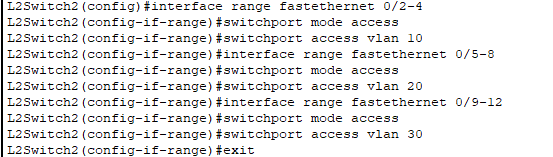 L2Switch2(config)#interface range fastethernet 0/2-4
L2Switch2(config-if-range)#switchport mode access
L2Switch2(config-if-range)#switchport access vlan 10
L2Switch2(config-if-range)#interface range fastethernet 0/5-8
L2Switch2(config-if-range)#switchport mode access
L2Switch2(config-if-range)#switchport access vlan 20
L2Switch2(config-if-range)#interface range fastethernet 0/9-12
L2Switch2(config-if-range)#switchport mode access
L2Switch2(config-if-range)#switchport access vlan 30
L2Switch2(config-if-range)#exit